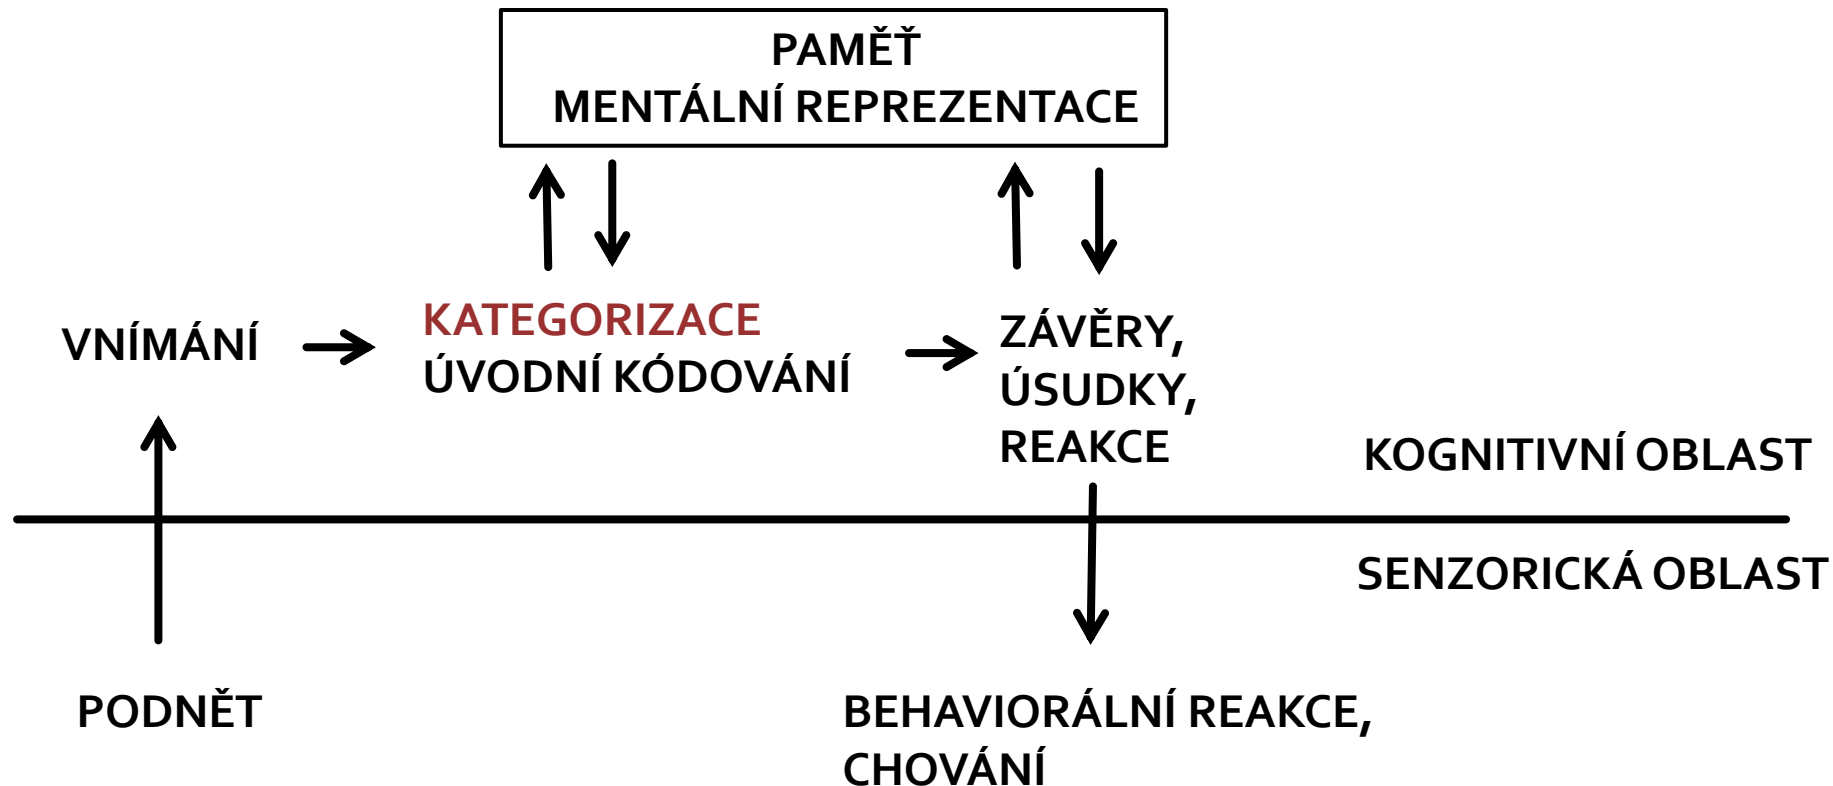 PAMĚŤ
MENTÁLNÍ REPREZENTACE
VNÍMÁNÍ
KATEGORIZACE
ÚVODNÍ KÓDOVÁNÍ
ZÁVĚRY,
ÚSUDKY,
REAKCE
KOGNITIVNÍ OBLAST
SENZORICKÁ OBLAST
PODNĚT
BEHAVIORÁLNÍ REAKCE,
CHOVÁNÍ